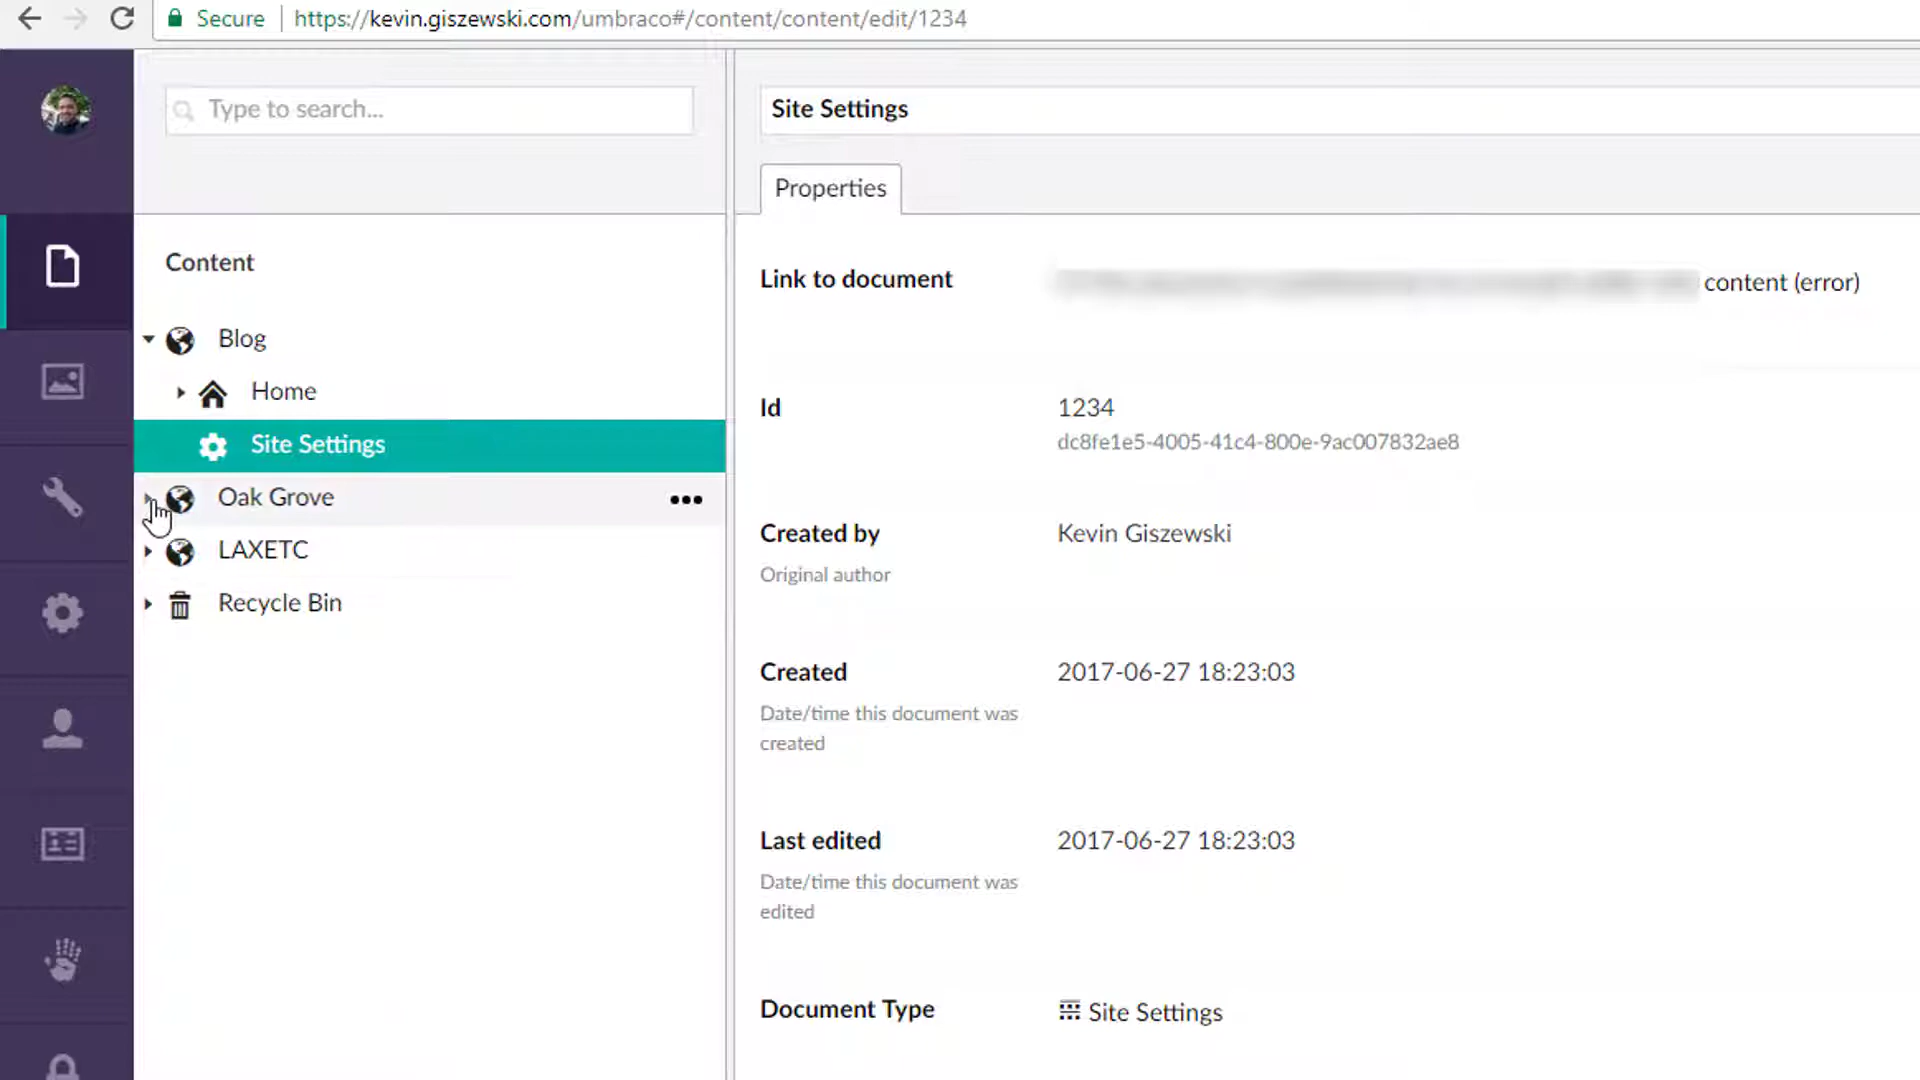 Secure https://kevin.giszewski.com/umbraco#/content/content/edit/1234
Type to search...
Content
Blog
Home
Site Settings
Oak Grove
LAXETC
Recycle Bin
Site Settings
Properties
Link to document
content (error)
Id
1234
dc8fe1e5-4005-41c4-800e-9ac007832ae8
Created by
Kevin Giszewski
Original author
Created
2017-06-27 18:23:03
Date/time this document was
created
Last edited
2017-06-27 18:23:03
Date/time this document was
edited
Document Type
Site Settings